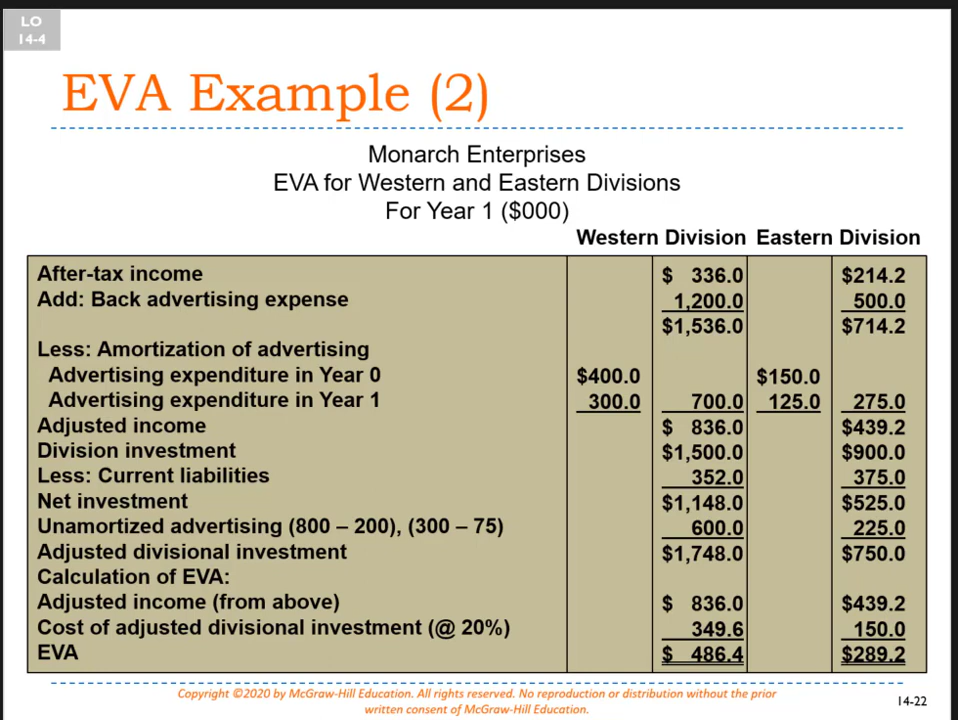 LO
14-4
EVA Example (2)
Monarch Enterprises
EVA for Western and Eastern Divisions
For Year 1 ($000)
Western Division Eastern Division
After-tax income $ 336.0 $214.2
Add: Back advertising expense 1,200.0 500.0
$1,536.0 $714.2
Less: Amortization of advertising
Advertising expenditure in Year 0 $400.0 $150.0
Advertising expenditure in Year 1 300.0 700.0 125.0 275.0
Adjusted income $ 836.0 $439.2
Division investment $1,500.0 $900.0
Less: Current liabilities 352.0 375.0
Net investment $1,148.0 $525.0
Unamortized advertising (800 – 200), (300 – 75) 600.0 225.0
Adjusted divisional investment $1,748.0 $750.0
Calculation of EVA:
Adjusted income (from above) $ 836.0 $439.2
Cost of adjusted divisional investment (@ 20%) 349.6 150.0
EVA $ 486.4 $289.2
Copyright ©2020 by McGraw-Hill Education. All rights reserved. No reproduction or distribution without the prior
written consent of McGraw-Hill Education.
14-22